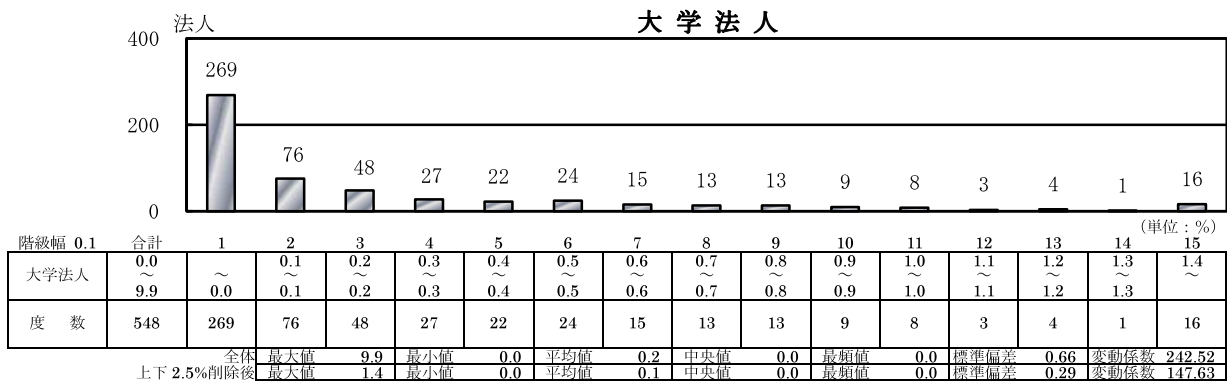 大 学 法 人
法人
400
200
0
269 76 48 27 22 24 15 13 13 9 8 3 4 1 16
(単位：%)
階級幅 0.1 合計 1 2 3 4 5 6 7 8 9 10 11 12 13 14 15
大学法人 0.0～9.9 ～0.0 0.1～0.1 0.2～0.2 0.3～0.3 0.4～0.4 0.5～0.5 0.6～0.6 0.7～0.7 0.8～0.8 0.9～0.9 1.0～1.0 1.1～1.1 1.2～1.2 1.3～1.3 1.4～
度 数 548 269 76 48 27 22 24 15 13 13 9 8 3 4 1 16
全体 最大値 9.9 最小値 0.0 平均値 0.2 中央値 0.0 最頻値 0.0 標準偏差 0.66 変動係数 242.52
上下 2.5%削除後 最大値 1.4 最小値 0.0 平均値 0.1 中央値 0.0 最頻値 0.0 標準偏差 0.29 変動係数 147.63